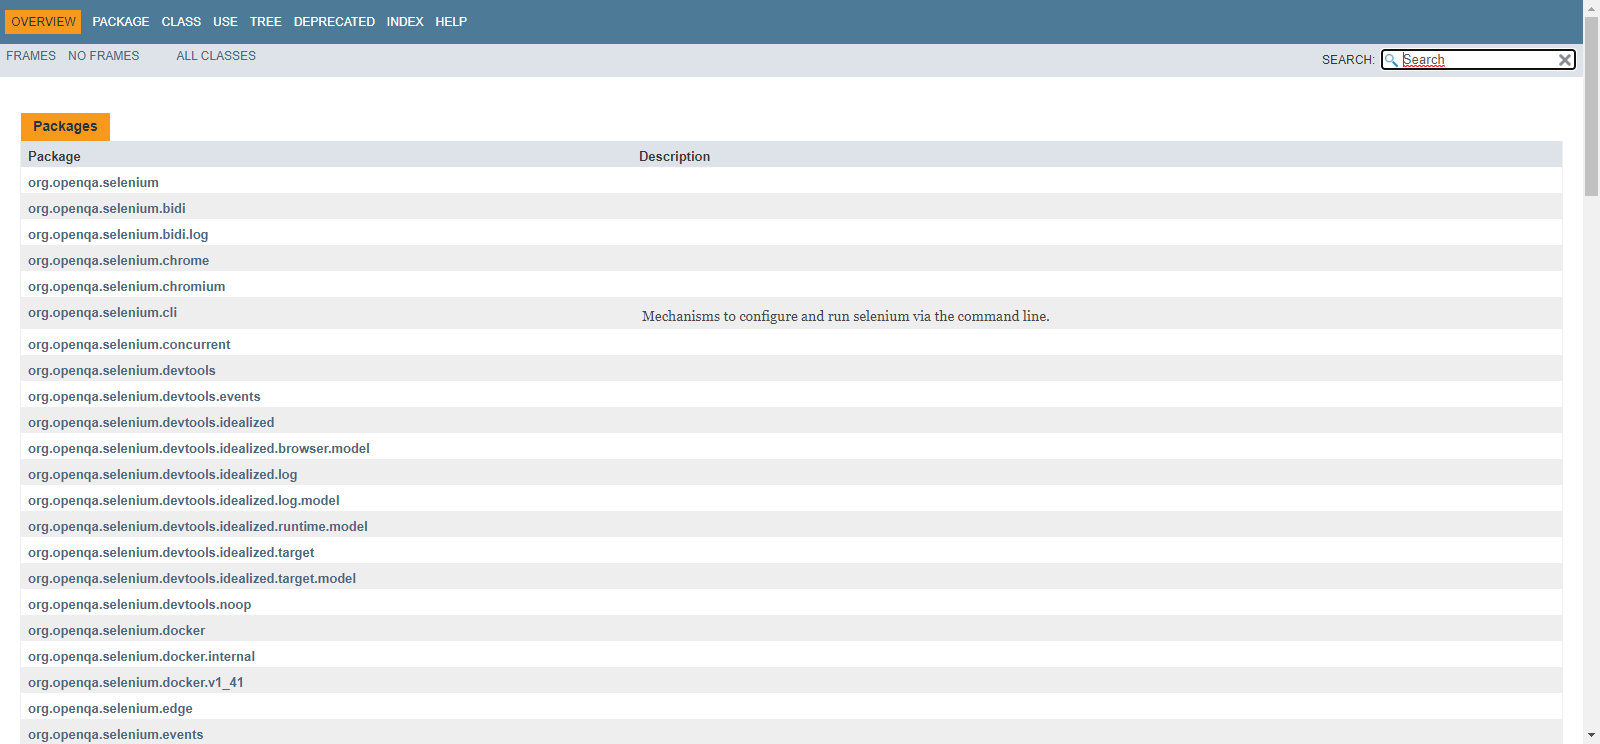 OVERVIEW PACKAGE CLASS USE TREE DEPRECATED INDEX HELP
FRAMES NO FRAMES ALL CLASSES SEARCH: Search
Packages
Package Description
org.openqa.selenium
org.openqa.selenium.bidi
org.openqa.selenium.bidi.log
org.openqa.selenium.chrome
org.openqa.selenium.chromium
org.openqa.selenium.cli Mechanisms to configure and run selenium via the command line.
org.openqa.selenium.concurrent
org.openqa.selenium.devtools
org.openqa.selenium.devtools.events
org.openqa.selenium.devtools.idealized
org.openqa.selenium.devtools.idealized.browser.model
org.openqa.selenium.devtools.idealized.log
org.openqa.selenium.devtools.idealized.log.model
org.openqa.selenium.devtools.idealized.runtime.model
org.openqa.selenium.devtools.idealized.target
org.openqa.selenium.devtools.idealized.target.model
org.openqa.selenium.devtools.noop
org.openqa.selenium.docker
org.openqa.selenium.docker.internal
org.openqa.selenium.docker.v1_41
org.openqa.selenium.edge
org.openqa.selenium.events